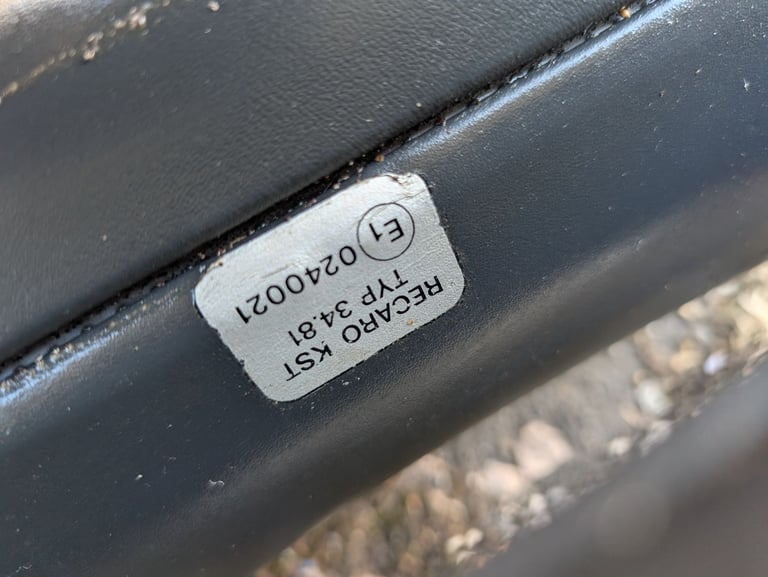 RECARO KST
TYP 34.81
E1 0240021